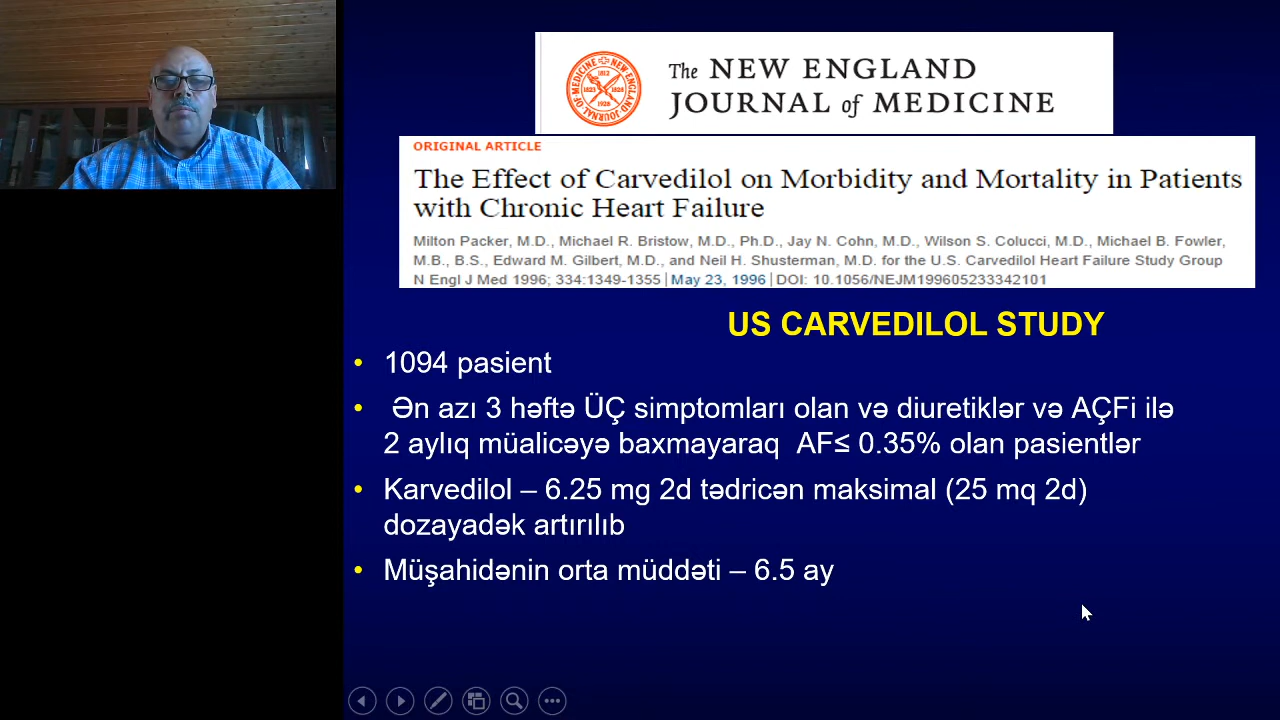 The NEW ENGLAND
JOURNAL of MEDICINE
ORIGINAL ARTICLE
The Effect of Carvedilol on Morbidity and Mortality in Patients
with Chronic Heart Failure
Milton Packer, M.D., Michael R. Bristow, M.D., Ph.D., Jay N. Cohn, M.D., Wilson S. Colucci, M.D., Michael B. Fowler,
M.B., B.S., Edward M. Gilbert, M.D., and Neil H. Shusterman, M.D. for the U.S. Carvedilol Heart Failure Study Group
N Engl J Med 1996; 334:1349-1355 | May 23, 1996 | DOI: 10.1056/NEJM199605233342101
US CARVEDILOL STUDY
• 1094 pasient
• Ən azı 3 həftə ÜÇ simptomları olan və diuretiklər və AÇFi ilə
2 aylıq müalicəyə baxmayaraq AF≤ 0.35% olan pasientlər
• Karvedilol – 6.25 mg 2d tədricən maksimal (25 mq 2d)
dozayadək artırılıb
• Müşahidənin orta müddəti – 6.5 ay